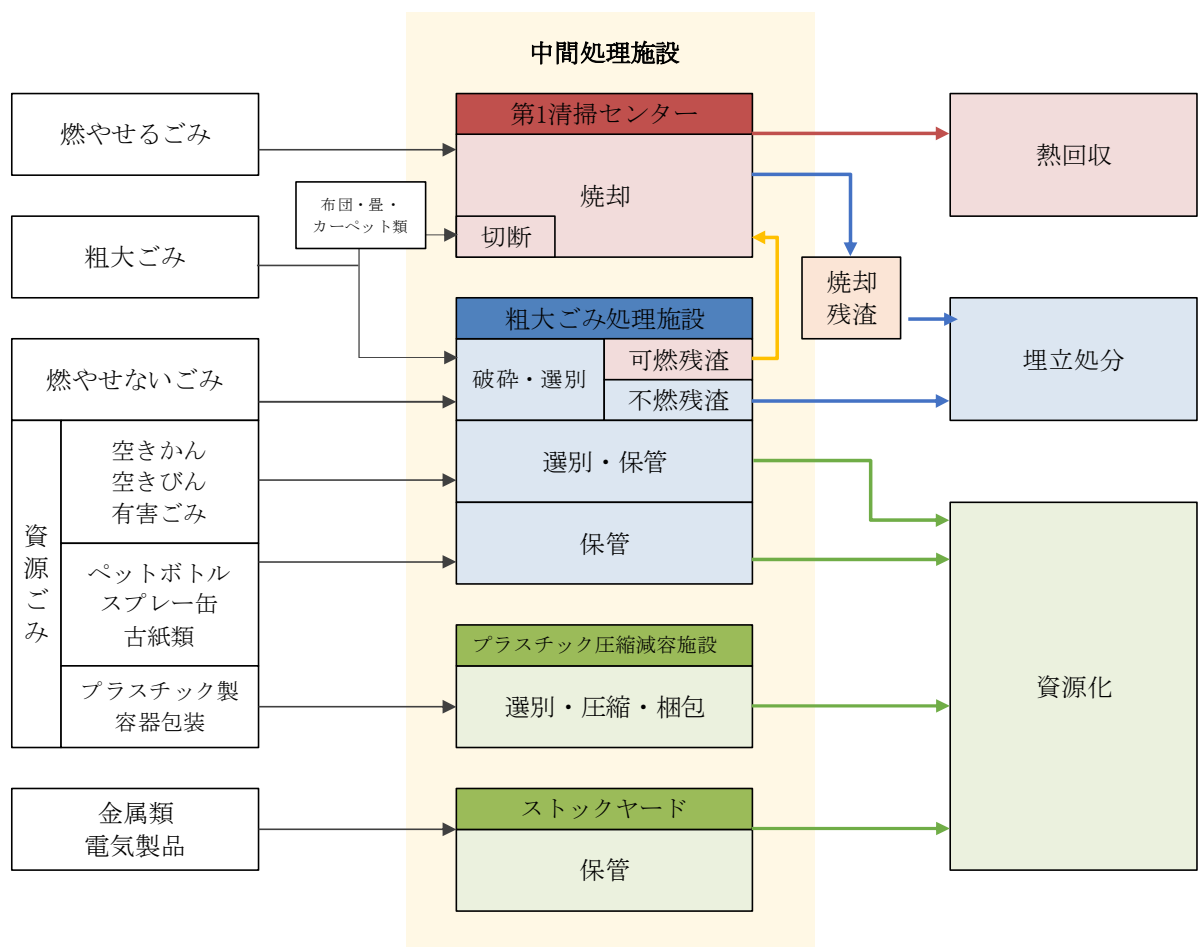 中間処理施設
燃やせるごみ
布団・畳・
カーペット類
粗大ごみ
燃やせないごみ
資源ごみ
空きかん
空きびん
有害ごみ
ペットボトル
スプレー缶
古紙類
プラスチック製
容器包装
金属類
電気製品
第1清掃センター
焼却
切断
粗大ごみ処理施設
破砕・選別
可燃残渣
不燃残渣
選別・保管
保管
プラスチック圧縮減容施設
選別・圧縮・梱包
ストックヤード
保管
焼却
残渣
熱回収
埋立処分
資源化